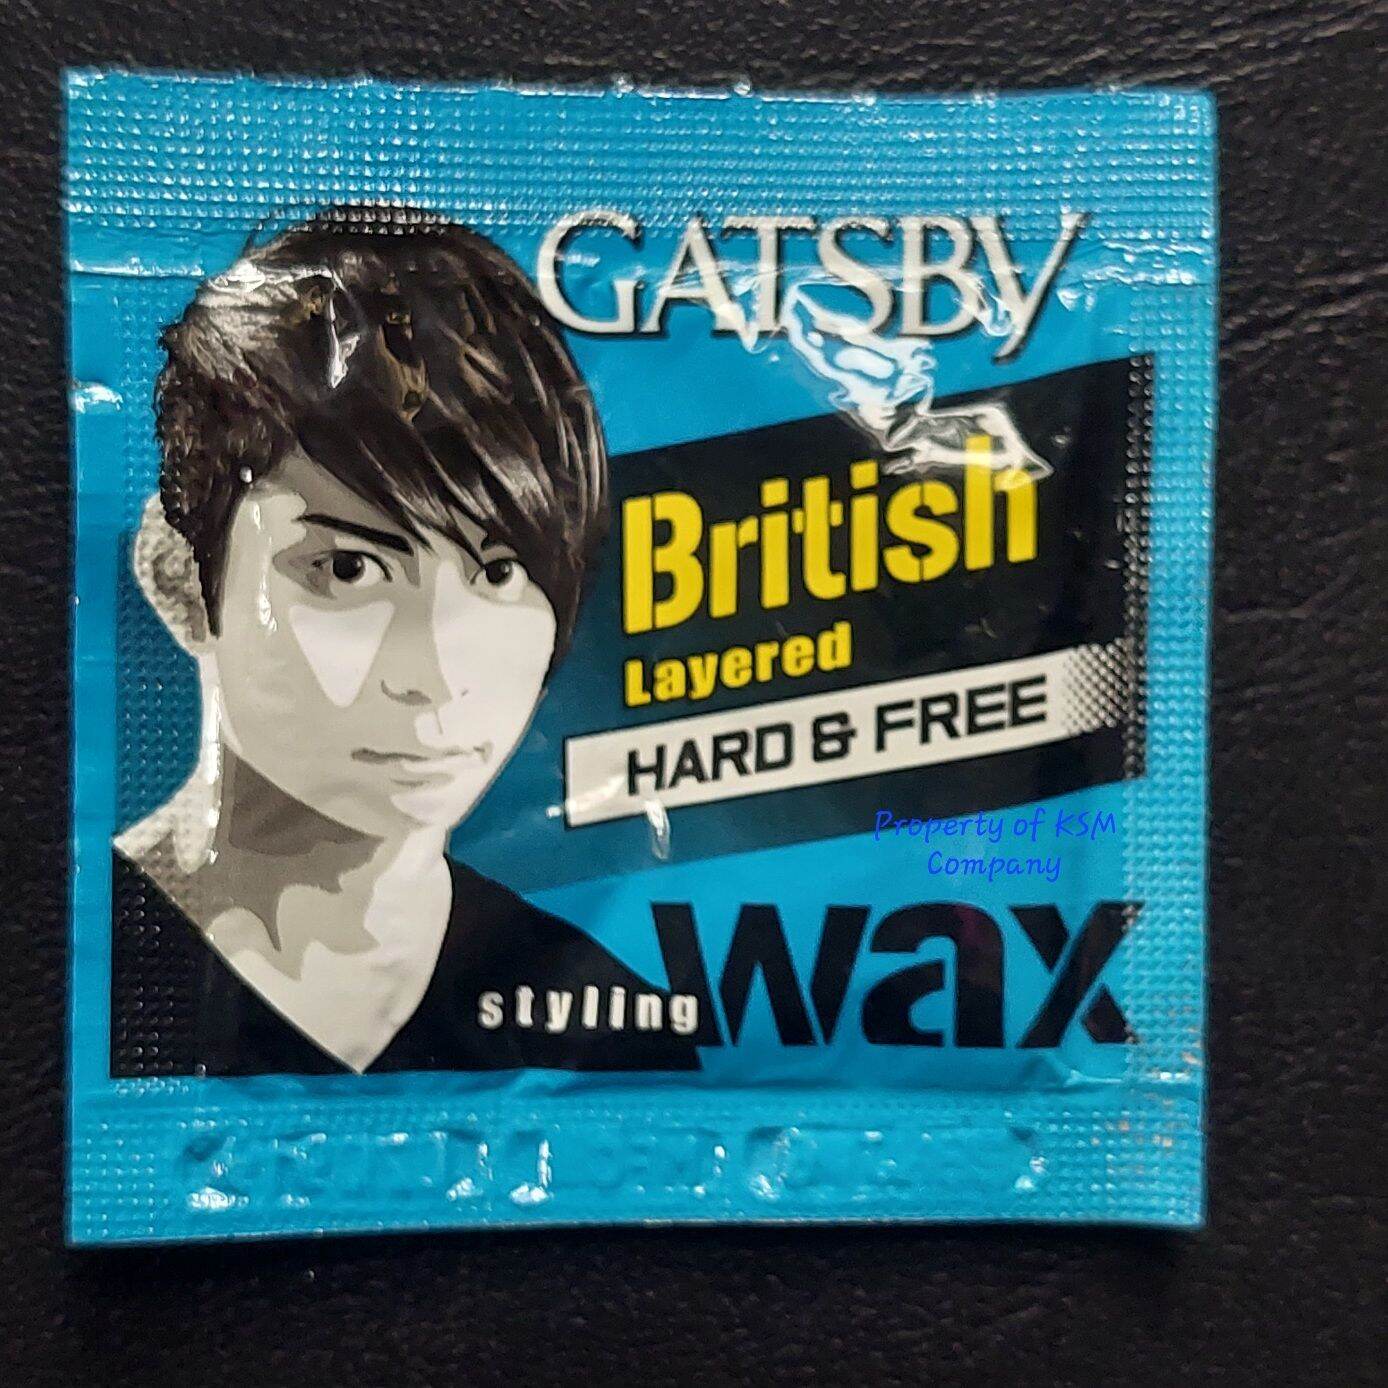 GATSBY
British
Layered
HARD & FREE
Property of KSM
Company
styling wax